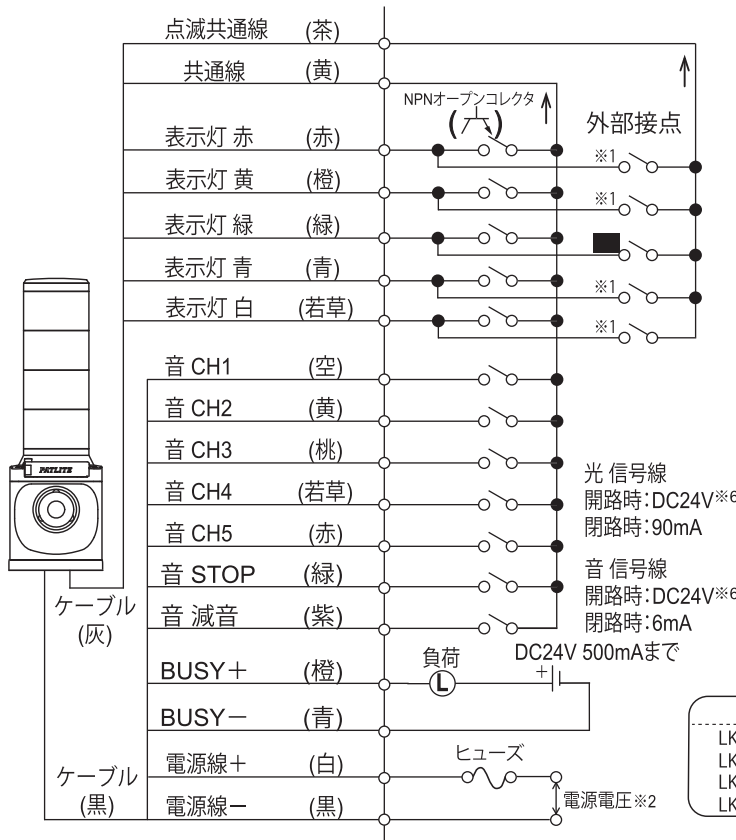 点滅共通線 (茶)
共通線 (黄)
NPNオープンコレクタ
( )
外部接点
表示灯 赤 (赤)
※1
表示灯 黄 (橙)
※1
表示灯 緑 (緑)
表示灯 青 (青)
※1
表示灯 白 (若草)
※1
音 CH1 (空)
音 CH2 (黄)
音 CH3 (桃)
音 CH4 (若草)
音 CH5 (赤)
音 STOP (緑)
音 減音 (紫)
BUSY+ (橙)
BUSY− (青)
電源線+ (白)
電源線− (黒)
PATLITE
ケーブル
(灰)
ケーブル
(黒)
光 信号線
開路時:DC24V※6
閉路時:90mA
音 信号線
開路時:DC24V※6
閉路時:6mA
DC24V 500mAまで
負荷
L
+
ヒューズ
電源電圧※2
LK
LK
LK
LK